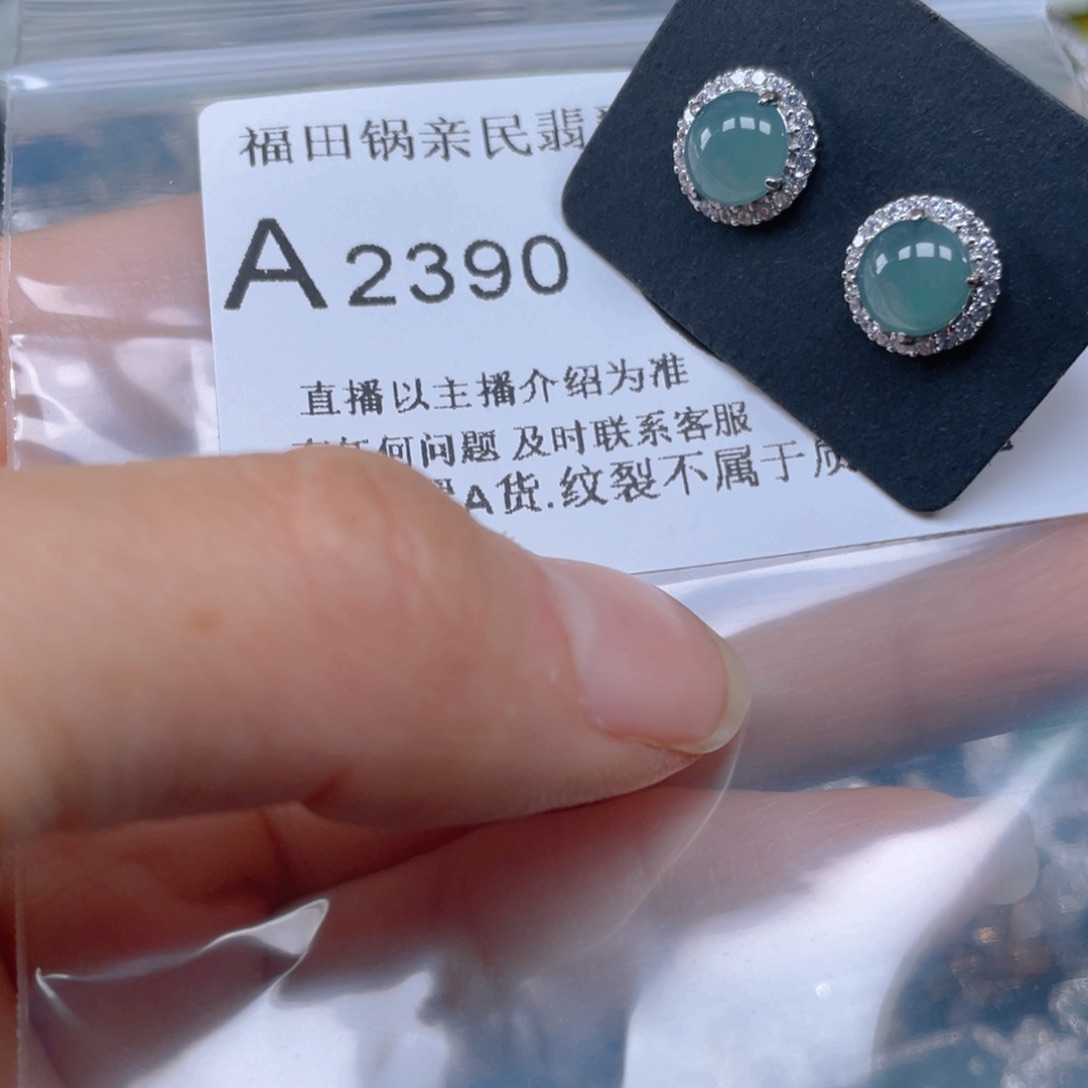 福田锅亲民翡
A2390
直播以主播介绍为准
何问题 及时联系客服
A货.纹裂不属于质